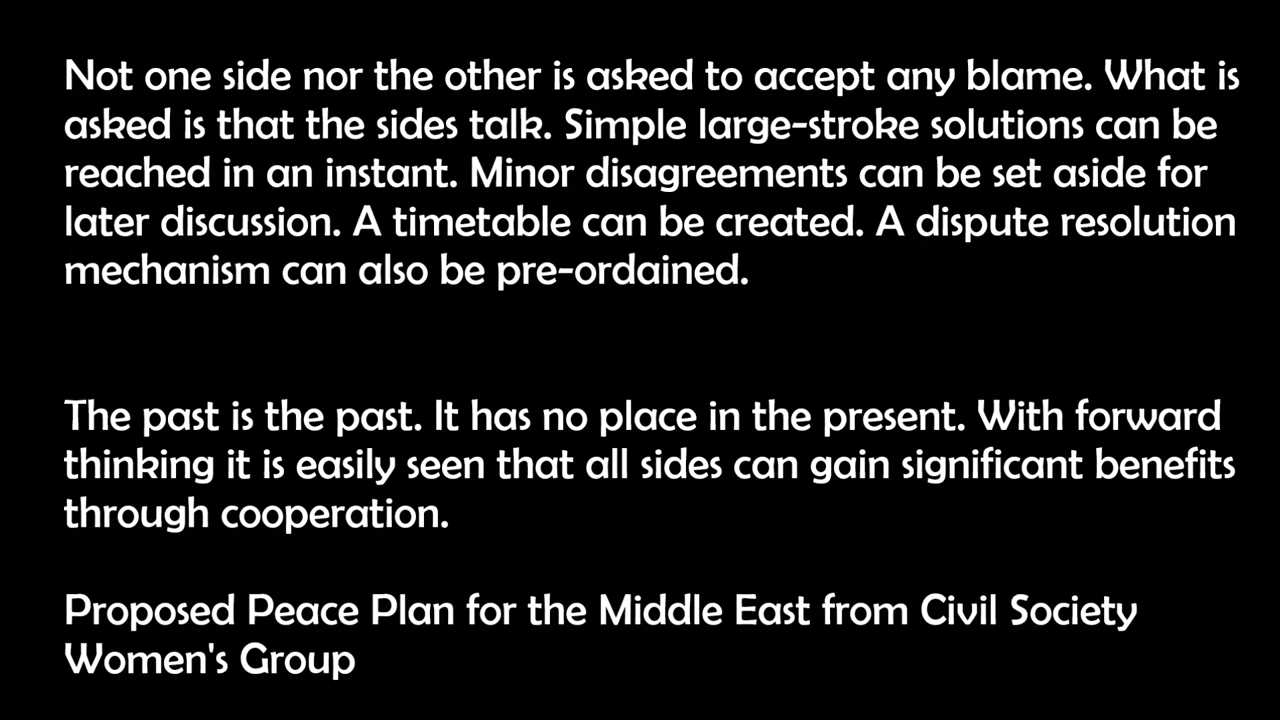 Not one side nor the other is asked to accept any blame. What is
asked is that the sides talk. Simple large-stroke solutions can be
reached in an instant. Minor disagreements can be set aside for
later discussion. A timetable can be created. A dispute resolution
mechanism can also be pre-ordained.
The past is the past. It has no place in the present. With forward
thinking it is easily seen that all sides can gain significant benefits
through cooperation.
Proposed Peace Plan for the Middle East from Civil Society
Women's Group